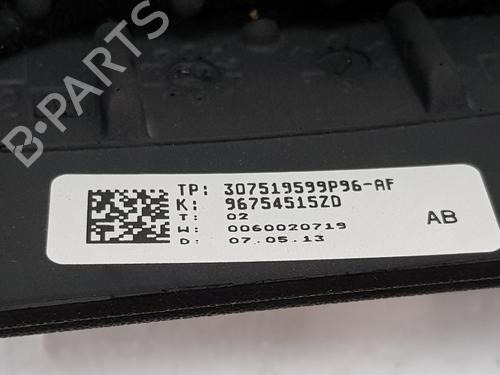 B-PARTS
TP: 307519599P96-AF
K: 96754515ZD
T: 02
W: 0060020719
D: 07.05.13
AB